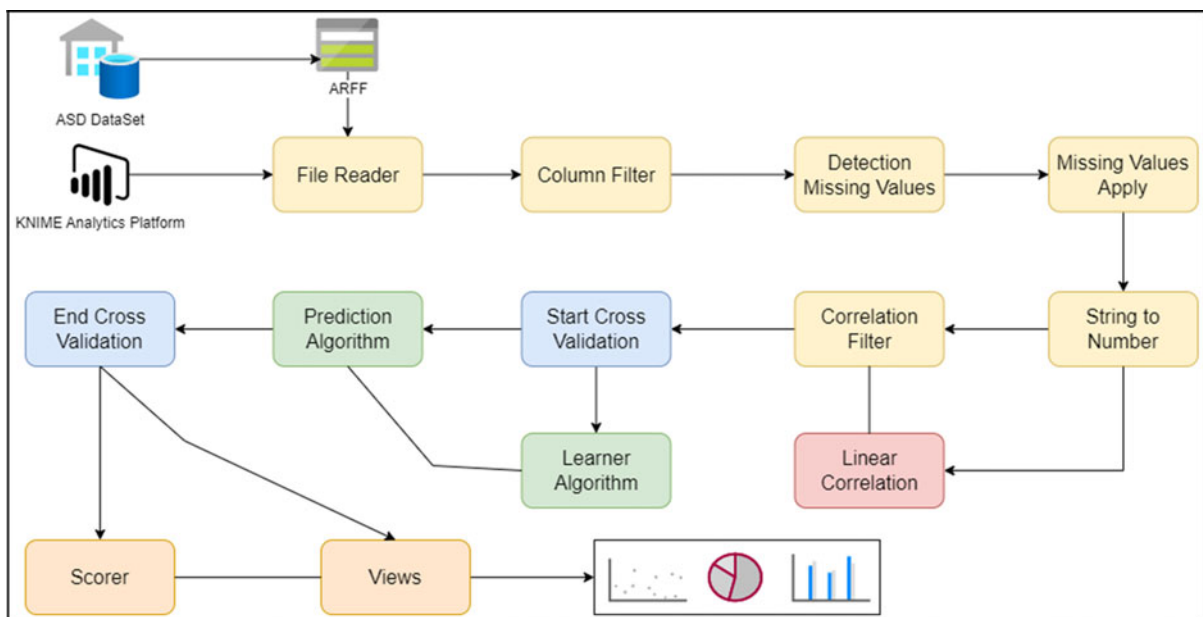 ARFF
ASD DataSet
KNIME Analytics Platform
File Reader
Column Filter
Detection
Missing Values
Missing Values
Apply
End Cross
Validation
Prediction
Algorithm
Start Cross
Validation
Correlation
Filter
String to
Number
Learner
Algorithm
Linear
Correlation
Scorer
Views